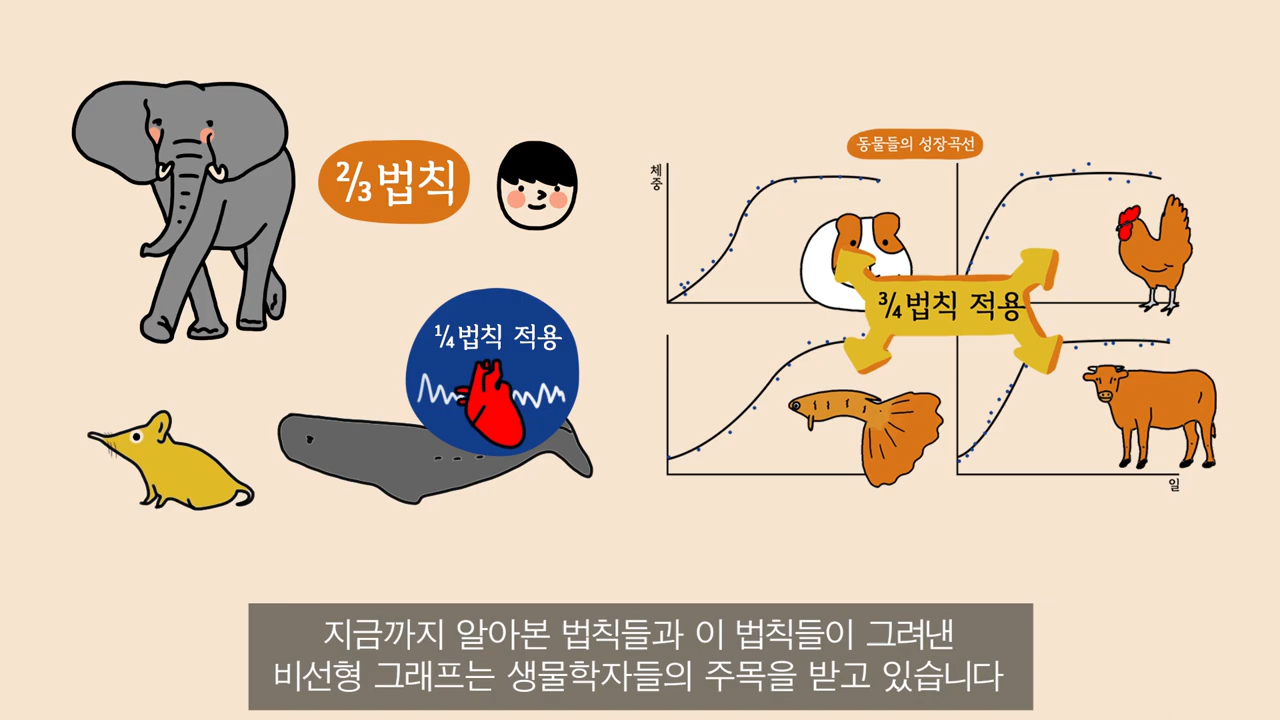 ⅔법칙
¼법칙 적용
동물들의 성장곡선
체중
¾법칙 적용
일
지금까지 알아본 법칙들과 이 법칙들이 그려낸
비선형 그래프는 생물학자들의 주목을 받고 있습니다